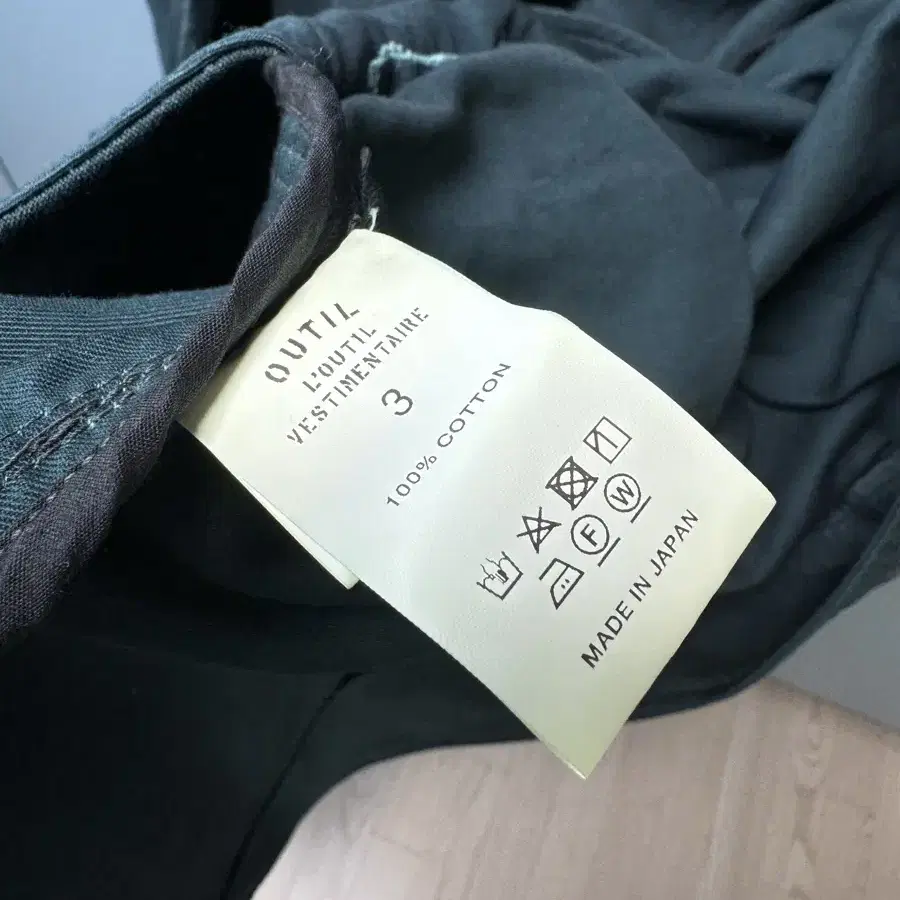 OUTIL
L'OUTIL
VESTIMENTAIRE
3
100% COTTON
F
W
MADE IN JAPAN